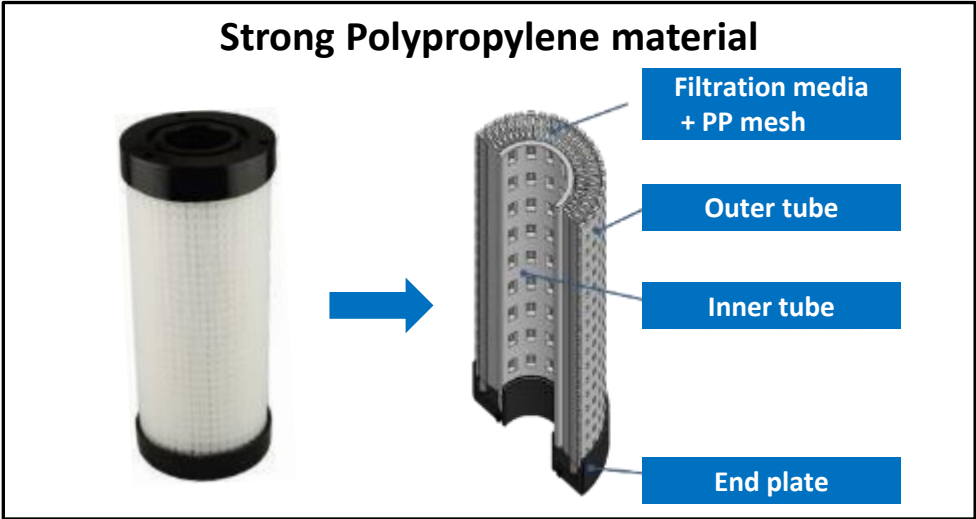 Strong Polypropylene material
Filtration media
+ PP mesh
Outer tube
Inner tube
End plate